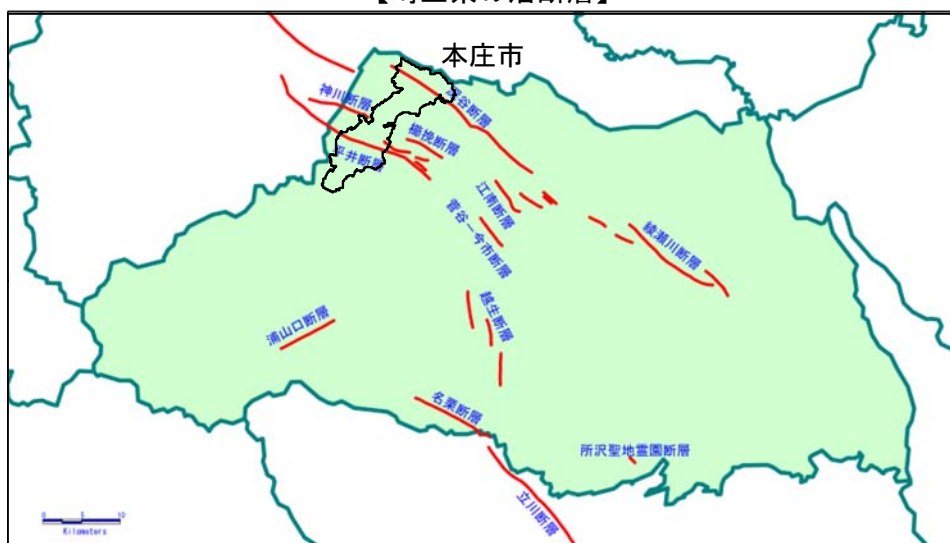 本庄市
神川断層
谷断層
櫛挽断層
平井断層
江南断層
菅谷－今市断層
綾瀬川断層
越生断層
浦山口断層
名栗断層
所沢聖地霊園断層
立川断層
0 5 10
Kilometers